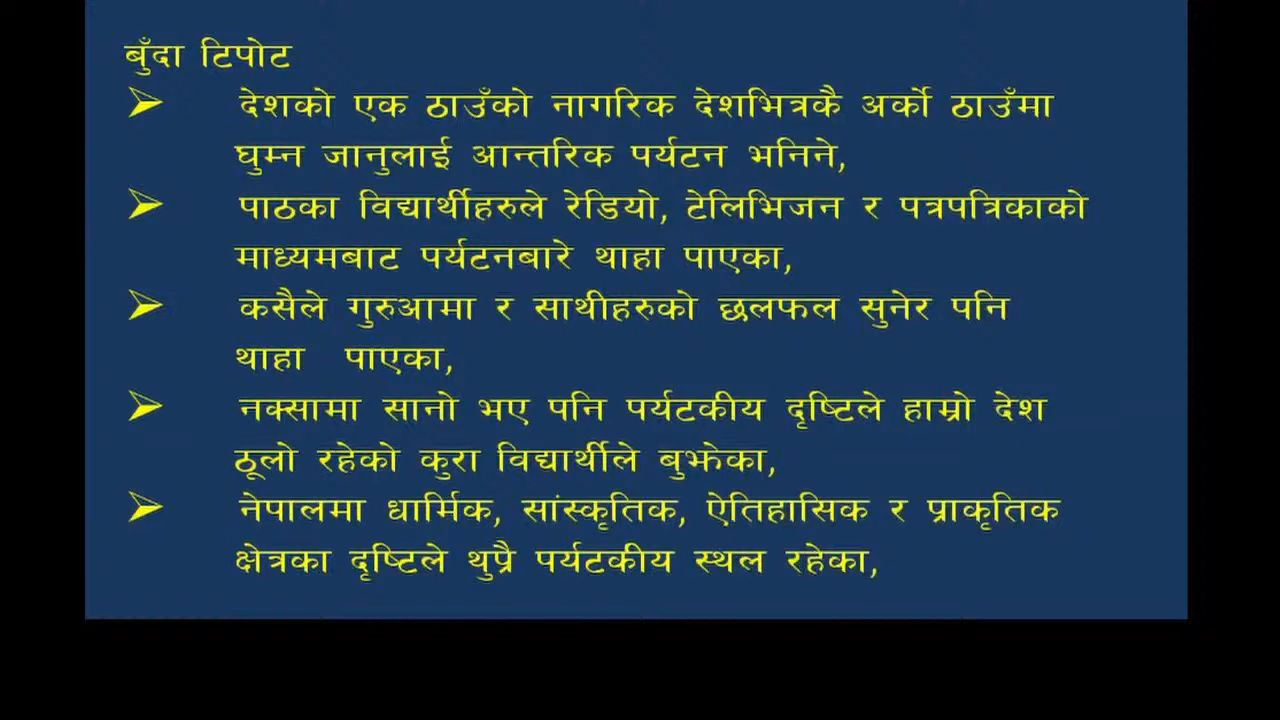 बुँदा टिपोट
➢ देशको एक ठाउँको नागरिक देशभित्रकै अर्को ठाउँमा
घुम्न जानुलाई आन्तरिक पर्यटन भनिने,
➢ पाठका विद्यार्थीहरुले रेडियो, टेलिभिजन र पत्रपत्रिकाको
माध्यमबाट पर्यटनबारे थाहा पाएका,
➢ कसैले गुरुआमा र साथीहरुको छलफल सुनेर पनि
थाहा पाएका,
➢ नक्सामा सानो भए पनि पर्यटकीय दृष्टिले हाम्रो देश
ठूलो रहेको कुरा विद्यार्थीले बुझेका,
➢ नेपालमा धार्मिक, सांस्कृतिक, ऐतिहासिक र प्राकृतिक
क्षेत्रका दृष्टिले थुप्रै पर्यटकीय स्थल रहेका,